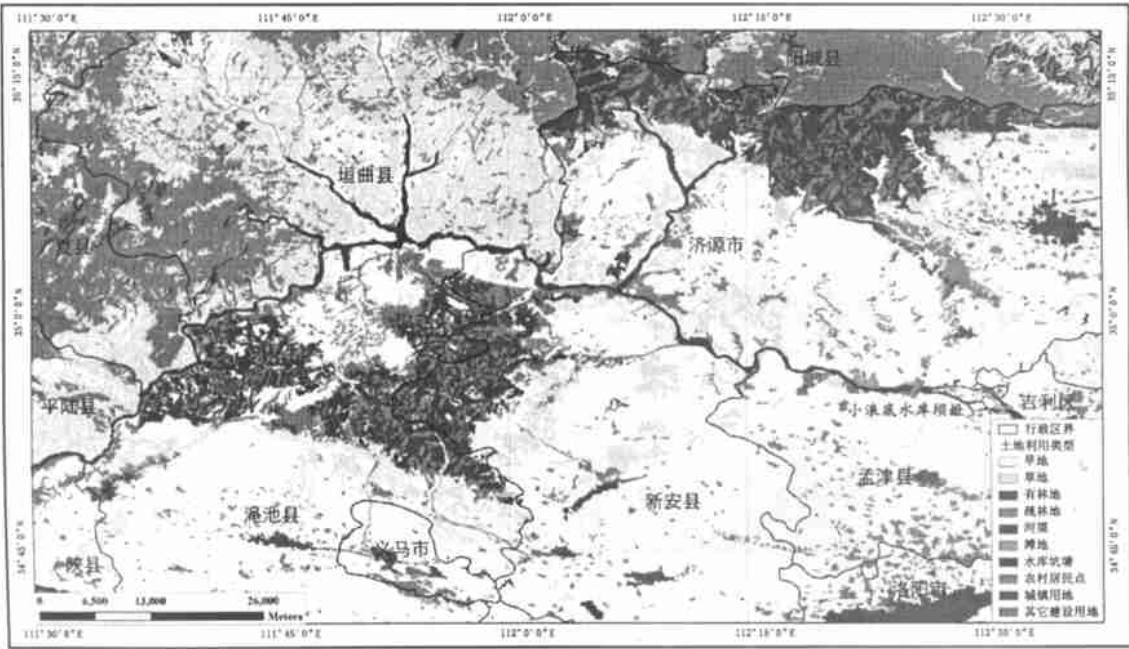 111°30′0″E 111°45′0″E 112°0′0″E 112°15′0″E 112°30′0″E
35°15′0″N 35°15′0″N
阳城县
垣曲县
夏县
济源市
35°0′0″N 35°0′0″N
平陆县
小浪底水库坝址
吉利区
行政区界
土地利用类型
旱地
草地
有林地
疏林地
河渠
滩地
水库坑塘
农村居民点
城镇用地
其它建设用地
孟津县
新安县
渑池县
义马市
陕县
洛阳市
34°45′0″N
0 6,500 13,000 26,000
Meters
111°30′0″E 111°45′0″E 112°0′0″E 112°15′0″E 112°30′0″E